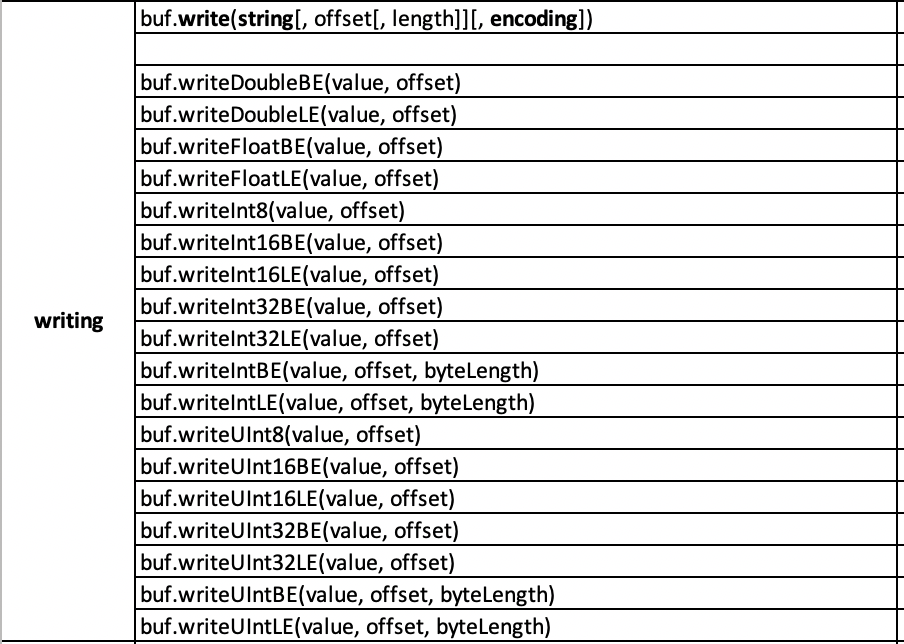 buf.write(string[, offset[, length]][, encoding])
buf.writeDoubleBE(value, offset)
buf.writeDoubleLE(value, offset)
buf.writeFloatBE(value, offset)
buf.writeFloatLE(value, offset)
buf.writeInt8(value, offset)
buf.writeInt16BE(value, offset)
buf.writeInt16LE(value, offset)
buf.writeInt32BE(value, offset)
writing
buf.writeInt32LE(value, offset)
buf.writeIntBE(value, offset, byteLength)
buf.writeIntLE(value, offset, byteLength)
buf.writeUInt8(value, offset)
buf.writeUInt16BE(value, offset)
buf.writeUInt16LE(value, offset)
buf.writeUInt32BE(value, offset)
buf.writeUInt32LE(value, offset)
buf.writeUIntBE(value, offset, byteLength)
buf.writeUIntLE(value, offset, byteLength)